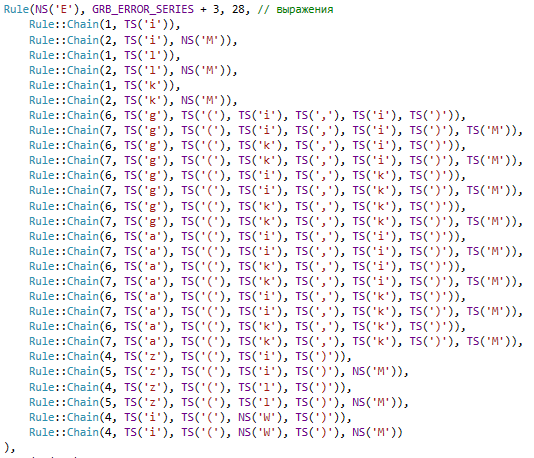 Rule(NS('E'), GRB_ERROR_SERIES + 3, 28, // выражения
Rule::Chain(1, TS('i')),
Rule::Chain(2, TS('i'), NS('M')),
Rule::Chain(1, TS('l')),
Rule::Chain(2, TS('l'), NS('M')),
Rule::Chain(1, TS('k')),
Rule::Chain(2, TS('k'), NS('M')),
Rule::Chain(6, TS('g'), TS('('), TS('i'), TS(','), TS('i'), TS(')')),
Rule::Chain(7, TS('g'), TS('('), TS('i'), TS(','), TS('i'), TS(')'), TS('M')),
Rule::Chain(6, TS('g'), TS('('), TS('k'), TS(','), TS('i'), TS(')')),
Rule::Chain(7, TS('g'), TS('('), TS('k'), TS(','), TS('i'), TS(')'), TS('M')),
Rule::Chain(6, TS('g'), TS('('), TS('i'), TS(','), TS('k'), TS(')')),
Rule::Chain(7, TS('g'), TS('('), TS('i'), TS(','), TS('k'), TS(')'), TS('M')),
Rule::Chain(6, TS('g'), TS('('), TS('k'), TS(','), TS('k'), TS(')')),
Rule::Chain(7, TS('g'), TS('('), TS('k'), TS(','), TS('k'), TS(')'), TS('M')),
Rule::Chain(6, TS('a'), TS('('), TS('i'), TS(','), TS('i'), TS(')')),
Rule::Chain(7, TS('a'), TS('('), TS('i'), TS(','), TS('i'), TS(')'), TS('M')),
Rule::Chain(6, TS('a'), TS('('), TS('k'), TS(','), TS('i'), TS(')')),
Rule::Chain(7, TS('a'), TS('('), TS('k'), TS(','), TS('i'), TS(')'), TS('M')),
Rule::Chain(6, TS('a'), TS('('), TS('i'), TS(','), TS('k'), TS(')')),
Rule::Chain(7, TS('a'), TS('('), TS('i'), TS(','), TS('k'), TS(')'), TS('M')),
Rule::Chain(6, TS('a'), TS('('), TS('k'), TS(','), TS('k'), TS(')')),
Rule::Chain(7, TS('a'), TS('('), TS('k'), TS(','), TS('k'), TS(')'), TS('M')),
Rule::Chain(4, TS('z'), TS('('), TS('i'), TS(')')),
Rule::Chain(5, TS('z'), TS('('), TS('i'), TS(')'), NS('M')),
Rule::Chain(4, TS('z'), TS('('), TS('l'), TS(')')),
Rule::Chain(5, TS('z'), TS('('), TS('l'), TS(')'), NS('M')),
Rule::Chain(4, TS('i'), TS('('), NS('W'), TS(')')),
Rule::Chain(4, TS('i'), TS('('), NS('W'), TS(')'), NS('M'))
),